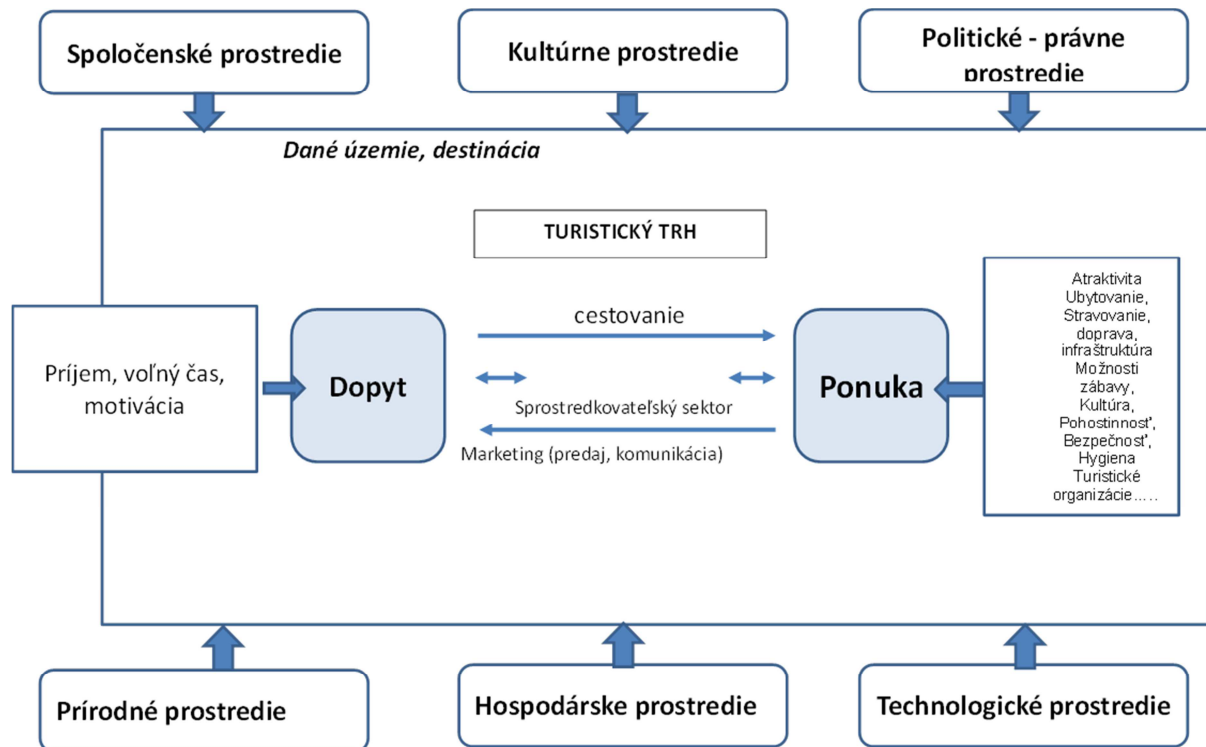 Spoločenské prostredie
Kultúrne prostredie
Politické - právne
prostredie
Dané územie, destinácia
TURISTICKÝ TRH
Príjem, voľný čas,
motivácia
Dopyt
cestovanie
Sprostredkovateľský sektor
Marketing (predaj, komunikácia)
Ponuka
Atraktivita
Ubytovanie,
Stravovanie,
doprava,
infraštruktúra
Možnosti
zábavy,
Kultúra,
Pohostinnosť,
Bezpečnosť,
Hygiena
Turistické
organizácie…..
Prírodné prostredie
Hospodárske prostredie
Technologické prostredie